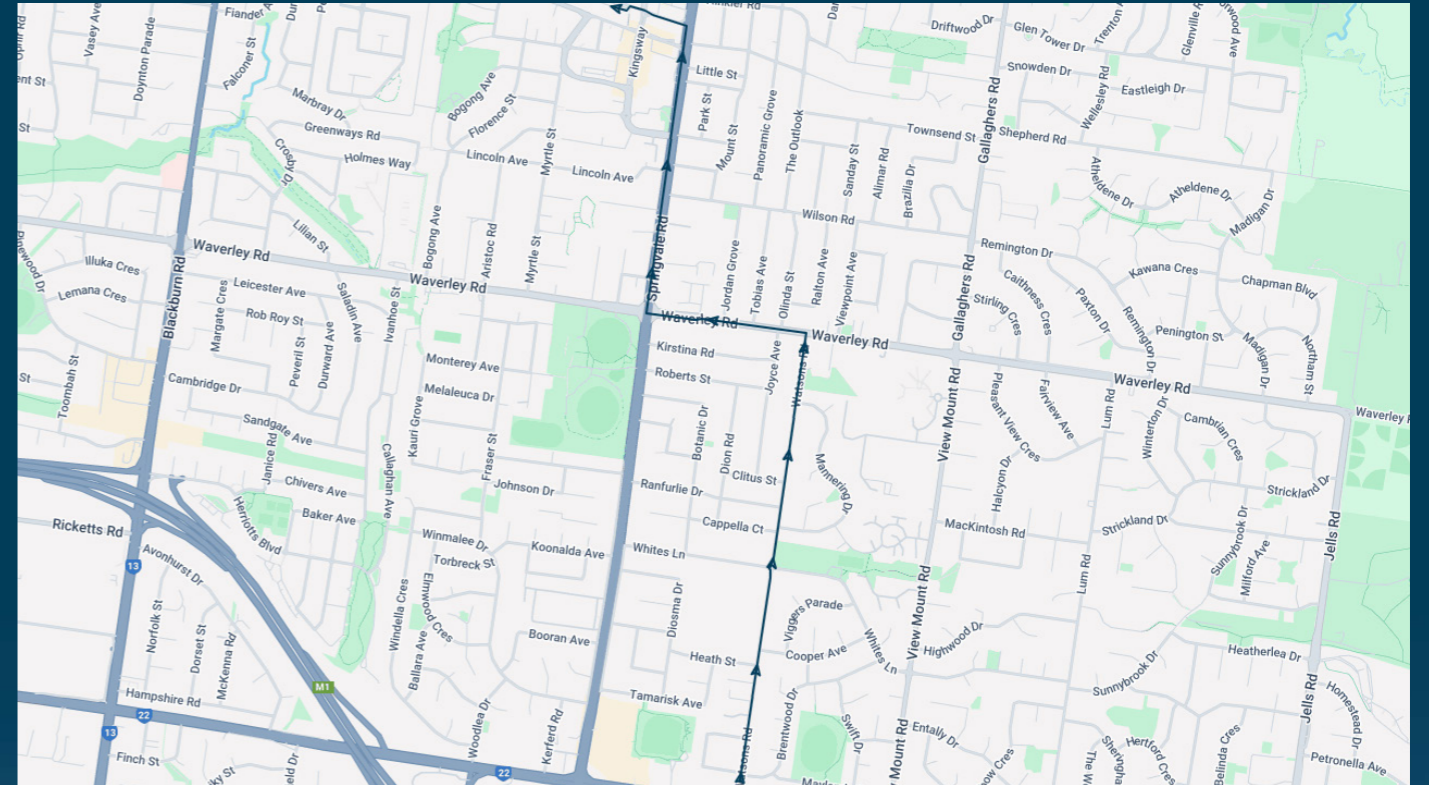 Fiander
Vasey Ave
Doynton Parade
Falconer St
Kingsway
Driftwood Dr
Glen Tower Dr
Trenton
Glenville R
Snowden Dr
Eastleigh Dr
Wellesley Rd
Little St
Bogong Ave
Florence St
Marbray Dr
Greenways Rd
Holmes Way
Crosby Dr
Lincoln Ave
Lincoln Ave
Myrtle St
Park St
Mount St
Panoramic Grove
The Outlook
Sanday St
Alimar Rd
Brazilia Dr
Townsend St
Shepherd Rd
Gallaghers Rd
Atheldene Dr
Atheldene Dr
Madigan Dr
St
Wilson Rd
Lilian St
Waverley Rd
Bogong Ave
Aristoc Rd
Myrtle St
Springvale Rd
Jordan Grove
Tobias Ave
Olinda St
Ralton Ave
Viewpoint Ave
Gallaghers Rd
Remington Dr
Kawana Cres
Chapman Blvd
Caithness Cres
Stirling Cres
Paxton Dr
Remington Dr
Penington St
Madigan Dr
Northam St
Illuka Cres
Lemana Cres
Blackburn Rd
Leicester Ave
Margate Cres
Rob Roy St
Peveril St
Durward Ave
Saladin Ave
Ivanhoe St
Waverley Rd
Waverley Rd
Waverley Rd
Waverley Rd
Waverley
Kirstina Rd
Roberts St
Joyce Ave
Monterey Ave
Melaleuca Dr
Kauri Grove
Cambridge Dr
Toombah St
St
Sandgate Ave
Janice Rd
Callaghan Ave
Fraser St
Botanic Dr
Dion Rd
Clitus St
Mannering Dr
View Mount Rd
Pleasant View Cres
Fairview Ave
Lum Rd
Winterton Dr
Cambrian Cres
Strickland Dr
Halcyon Dr
Chivers Ave
Baker Ave
Herriotts Blvd
Johnson Dr
Ranfurlie Dr
Cappella Ct
MacKintosh Rd
Strickland Dr
Sunnybrook Dr
Milford Ave
Jells Rd
Ricketts Rd
13
Avonhurst Dr
Winmalee Dr
Torbreck St
Koonalda Ave
Whites Ln
Lum Rd
Windella Cres
Elmwood Cres
Ballara Ave
Norfolk St
Dorset St
McKenna Rd
Booran Ave
Diosma Dr
Viggers Parade
Whites Ln
View Mount Rd
Highwood Dr
Heath St
Cooper Ave
Heatherlea Dr
Sunnybrook Dr
Homestead Dr
Jells Rd
M1
Hampshire Rd
22
13
Finch St
Woodlea Dr
Kerferd Rd
22
Tamarisk Ave
Brentwood Dr
Swift Dr
Entally Dr
Mount Rd
Hertford Cres
Belinda Cres
Petronella Ave